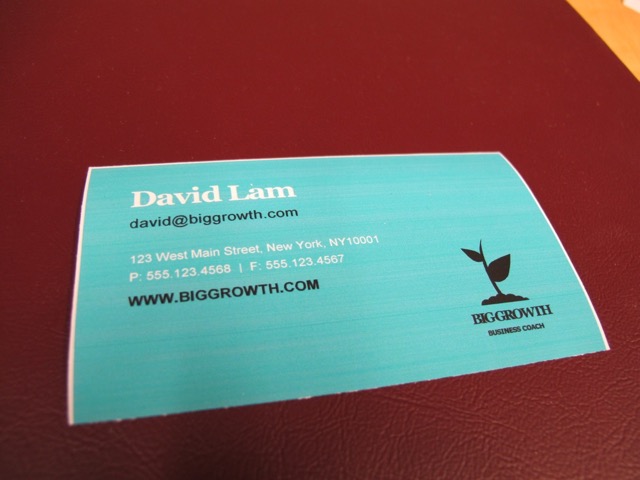 David Lam
david@biggrowth.com
123 West Main Street, New York, NY10001
P: 555.123.4568 | F: 555.123.4567
WWW.BIGGROWTH.COM
BIGGROWTH
BUSINESS COACH